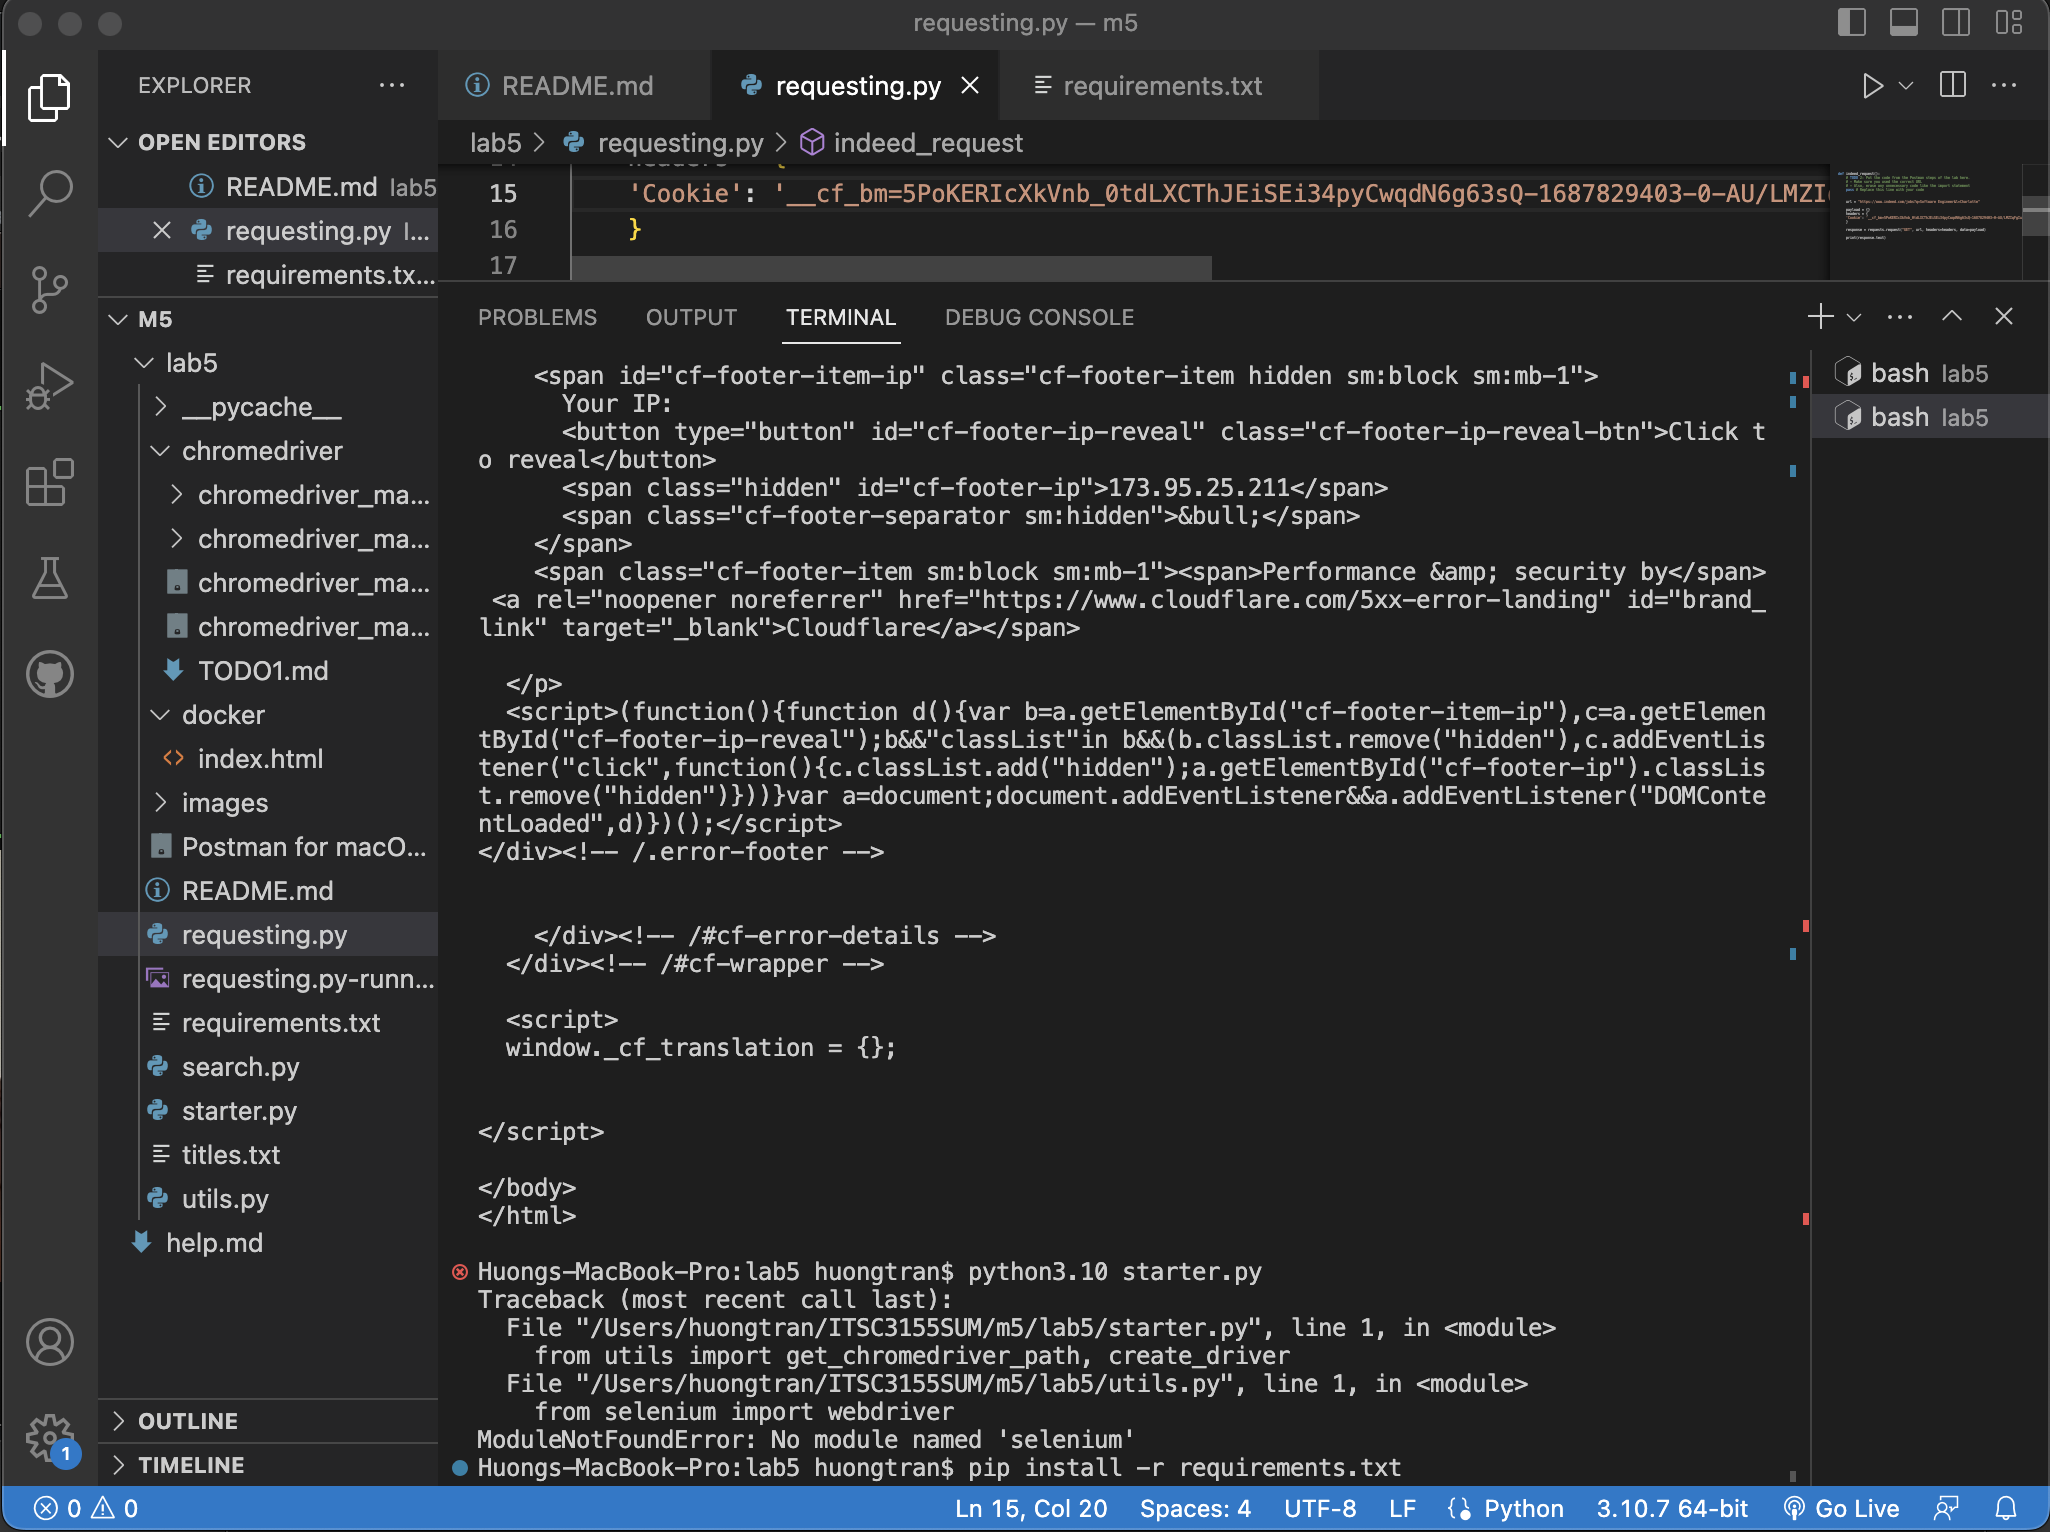 requesting.py — m5
EXPLORER
OPEN EDITORS
README.md lab5
requesting.py l...
requirements.tx...
M5
lab5
__pycache__
chromedriver
chromedriver_ma...
chromedriver_ma...
chromedriver_ma...
chromedriver_ma...
TODO1.md
docker
index.html
images
Postman for macO...
README.md
requesting.py
requesting.py-runn...
requirements.txt
search.py
starter.py
titles.txt
utils.py
help.md
OUTLINE
TIMELINE
1
README.md
requesting.py
requirements.txt
lab5 > requesting.py > indeed_request
15 'Cookie': '__cf_bm=5PoKERIcXkVnb_0tdLXCThJEiSEi34pyCwqdN6g63sQ-1687829403-0-AU/LMZI
16 }
17
PROBLEMS OUTPUT TERMINAL DEBUG CONSOLE
bash lab5
bash lab5
<span id="cf-footer-item-ip" class="cf-footer-item hidden sm:block sm:mb-1">
Your IP:
<button type="button" id="cf-footer-ip-reveal" class="cf-footer-ip-reveal-btn">Click t
o reveal</button>
<span class="hidden" id="cf-footer-ip">173.95.25.211</span>
<span class="cf-footer-separator sm:hidden">&bull;</span>
</span>
<span class="cf-footer-item sm:block sm:mb-1"><span>Performance &amp; security by</span>
<a rel="noopener noreferrer" href="https://www.cloudflare.com/5xx-error-landing" id="brand_
link" target="_blank">Cloudflare</a></span>
</p>
<script>(function(){function d(){var b=a.getElementById("cf-footer-item-ip"),c=a.getElemen
tById("cf-footer-ip-reveal");b&&"classList"in b&&(b.classList.remove("hidden"),c.addEventLis
tener("click",function(){c.classList.add("hidden");a.getElementById("cf-footer-ip").classLis
t.remove("hidden")}))}var a=document;document.addEventListener&&a.addEventListener("DOMConte
ntLoaded",d)})();</script>
</div><!-- /.error-footer -->
</div><!-- /#cf-error-details -->
</div><!-- /#cf-wrapper -->
<script>
window._cf_translation = {};
</script>
</body>
</html>
Huongs-MacBook-Pro:lab5 huongtran$ python3.10 starter.py
Traceback (most recent call last):
File "/Users/huongtran/ITSC3155SUM/m5/lab5/starter.py", line 1, in <module>
from utils import get_chromedriver_path, create_driver
File "/Users/huongtran/ITSC3155SUM/m5/lab5/utils.py", line 1, in <module>
from selenium import webdriver
ModuleNotFoundError: No module named 'selenium'
Huongs-MacBook-Pro:lab5 huongtran$ pip install -r requirements.txt
0 0
Ln 15, Col 20 Spaces: 4 UTF-8 LF Python 3.10.7 64-bit Go Live